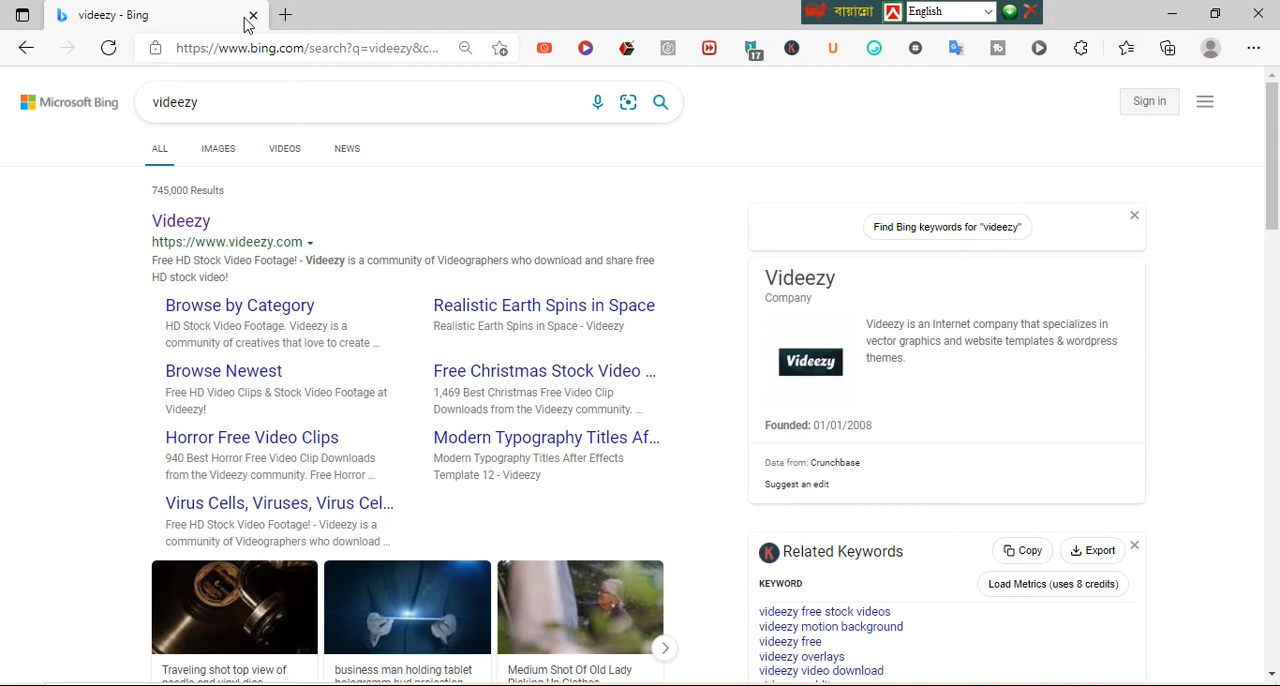 videezy - Bing
বায়ান্নো
English
https://www.bing.com/search?q=videezy&c...
17
Microsoft Bing
videezy
Sign in
ALL IMAGES VIDEOS NEWS
745,000 Results
Videezy
https://www.videezy.com
Free HD Stock Video Footage! - Videezy is a community of Videographers who download and share free
HD stock video!
Browse by Category
HD Stock Video Footage. Videezy is a
community of creatives that love to create ...
Realistic Earth Spins in Space
Realistic Earth Spins in Space - Videezy
Browse Newest
Free HD Video Clips & Stock Video Footage at
Videezy!
Free Christmas Stock Video ...
1,469 Best Christmas Free Video Clip
Downloads from the Videezy community. ...
Horror Free Video Clips
940 Best Horror Free Video Clip Downloads
from the Videezy community. Free Horror ...
Modern Typography Titles Af...
Modern Typography Titles After Effects
Template 12 - Videezy
Virus Cells, Viruses, Virus Cel...
Free HD Stock Video Footage! - Videezy is a
community of Videographers who download ...
Traveling shot top view of
business man holding tablet
Medium Shot Of Old Lady
Find Bing keywords for "videezy"
Videezy
Company
Videezy
Videezy is an Internet company that specializes in
vector graphics and website templates & wordpress
themes.
Founded: 01/01/2008
Data from: Crunchbase
Suggest an edit
K Related Keywords
Copy
Export
KEYWORD
Load Metrics (uses 8 credits)
videezy free stock videos
videezy motion background
videezy free
videezy overlays
videezy video download